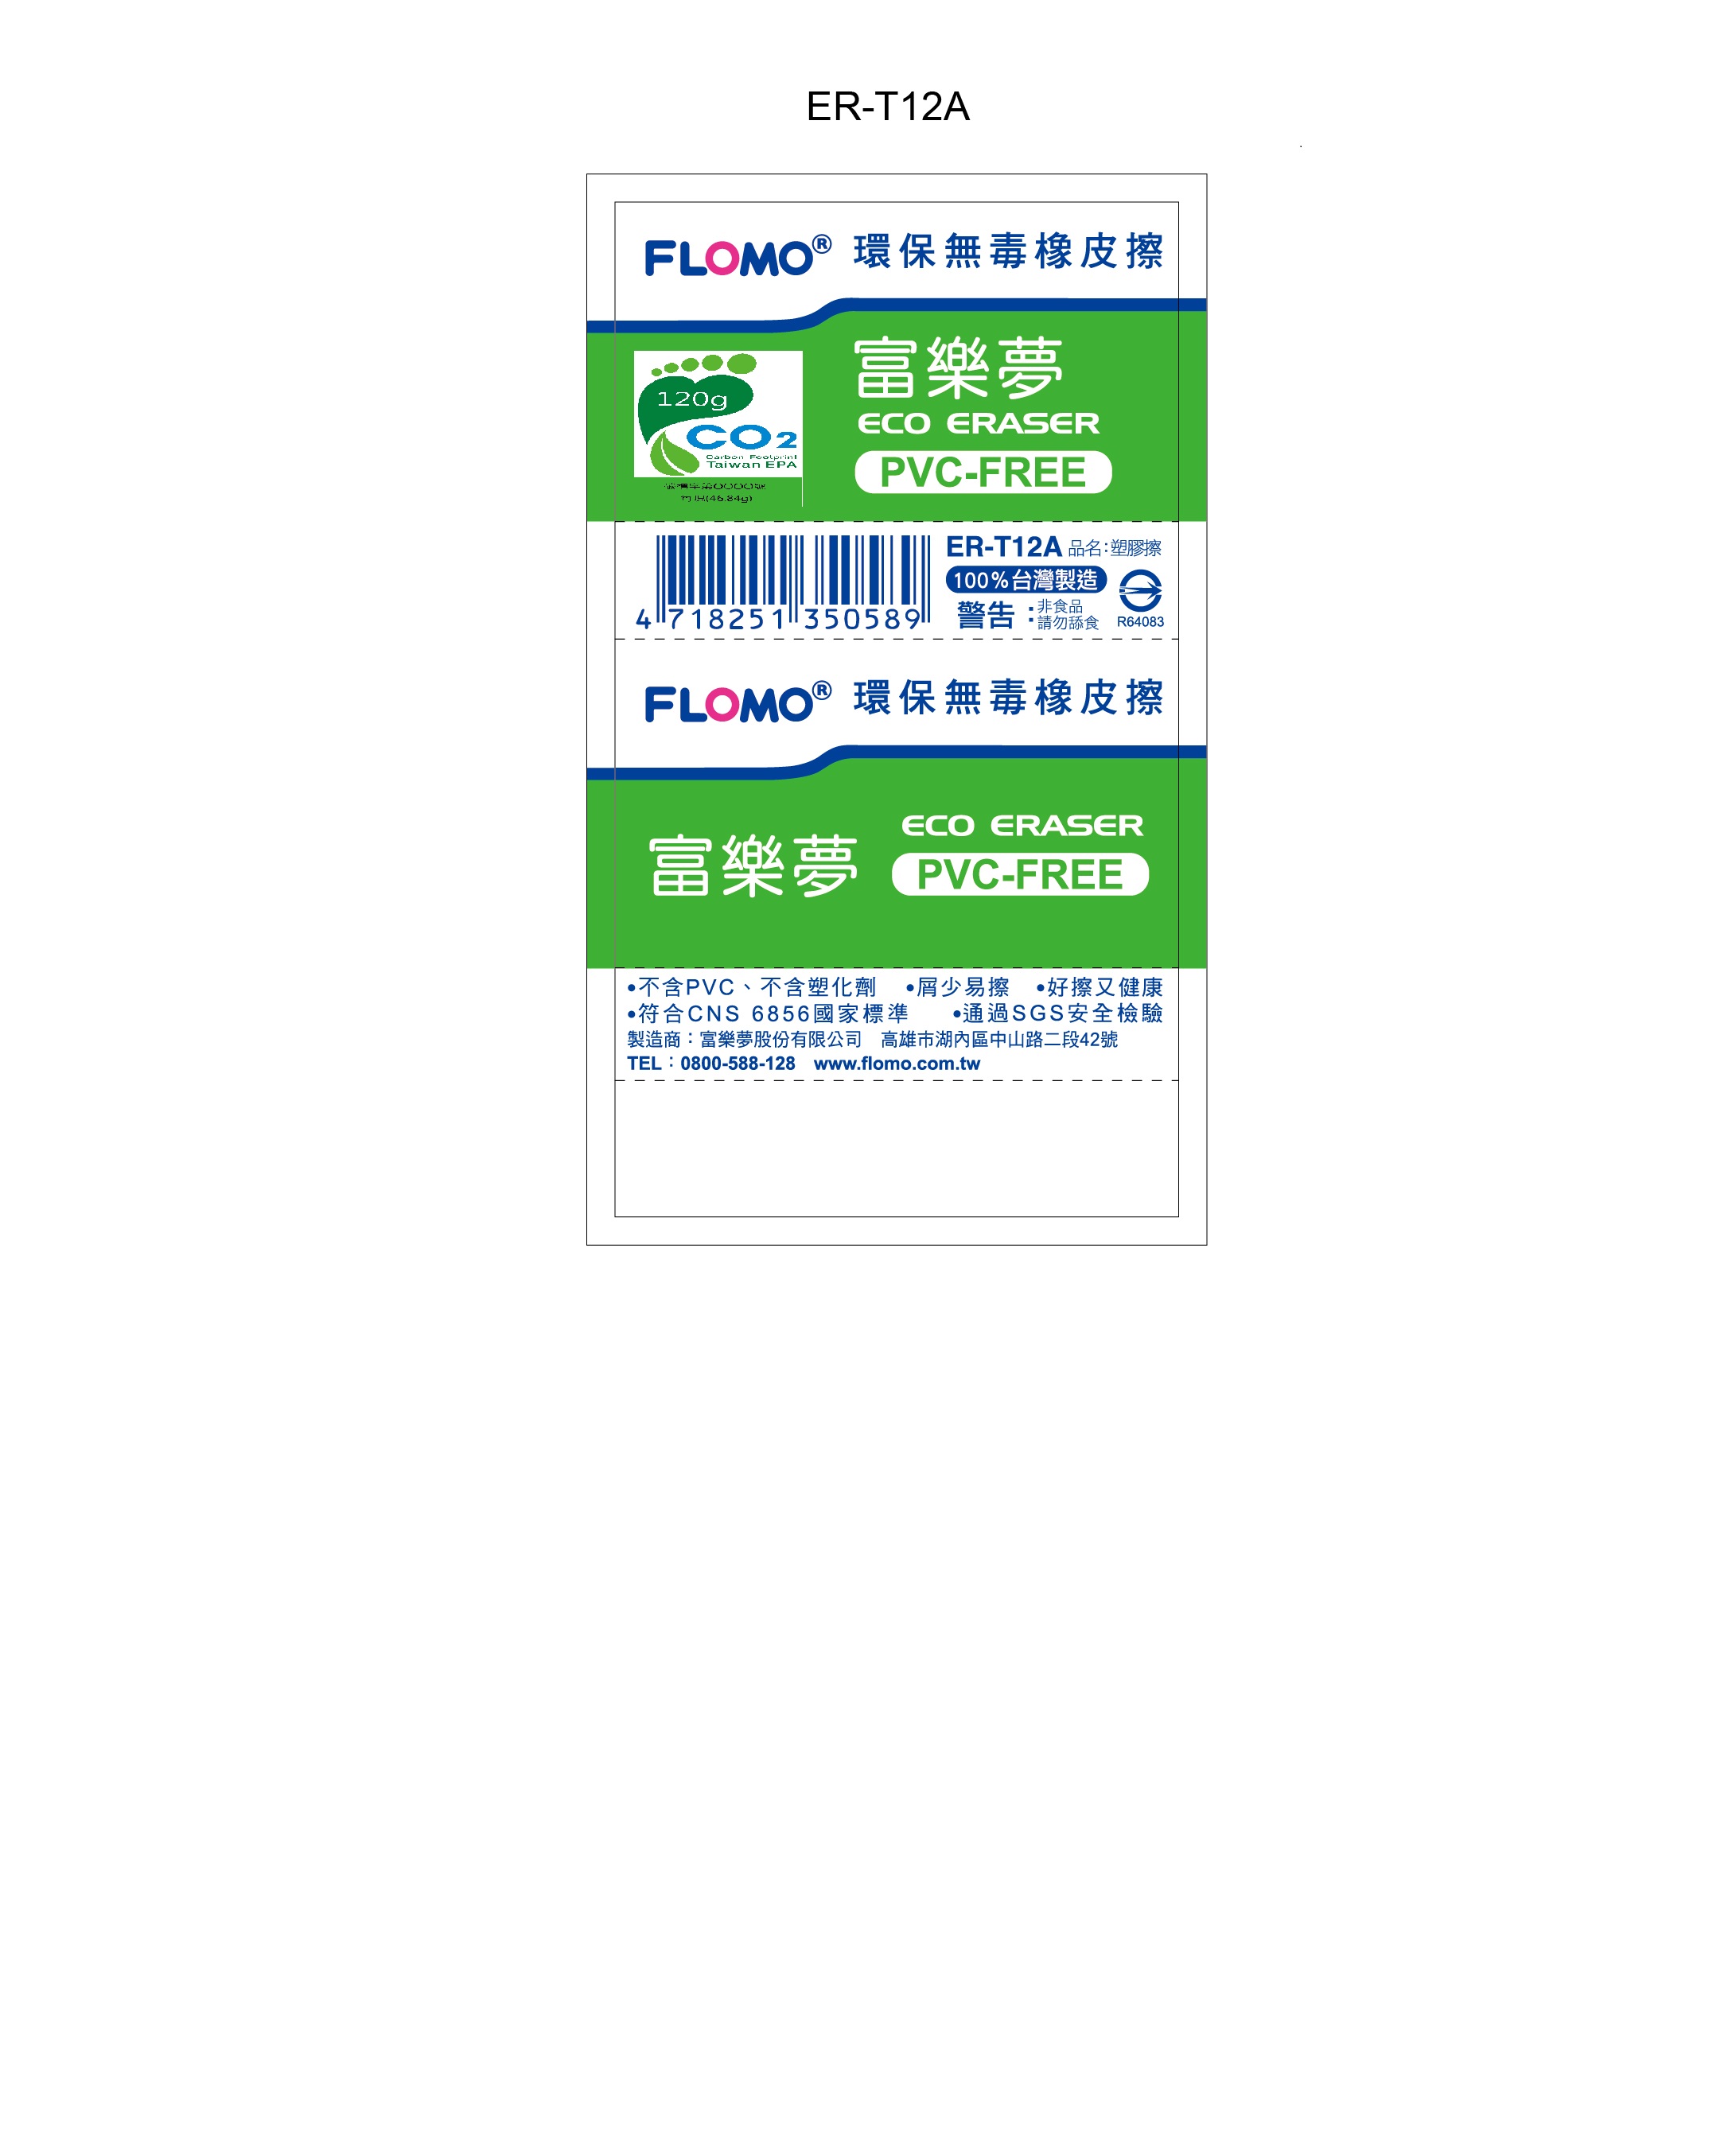 ER-T12A
FLOMO® 環保無毒橡皮擦
富樂夢
ECO ERASER
PVC-FREE
120g
CO2
Carbon Footprint
Taiwan EPA
(46.84g)
ER-T12A 品名:塑膠擦
100%台灣製造
警告:非食品
請勿舔食
R64083
4 718251 350589
FLOMO® 環保無毒橡皮擦
富樂夢
ECO ERASER
PVC-FREE
•不含PVC、不含塑化劑 •屑少易擦 •好擦又健康
•符合CNS 6856國家標準 •通過SGS安全檢驗
製造商：富樂夢股份有限公司 高雄市湖內區中山路二段42號
TEL：0800-588-128 www.flomo.com.tw